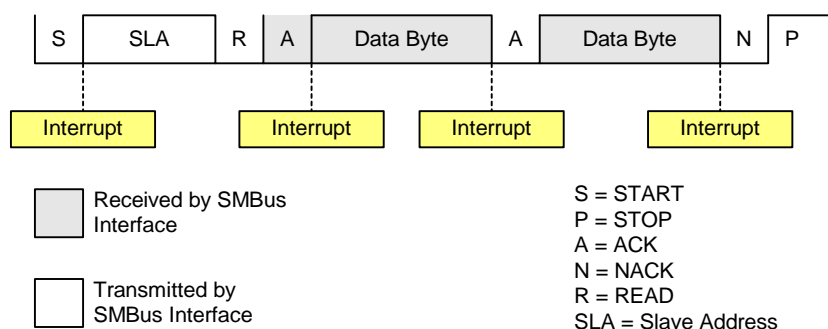 S SLA R A Data Byte A Data Byte N P
Interrupt Interrupt Interrupt Interrupt
Received by SMBus
Interface
Transmitted by
SMBus Interface
S = START
P = STOP
A = ACK
N = NACK
R = READ
SLA = Slave Address